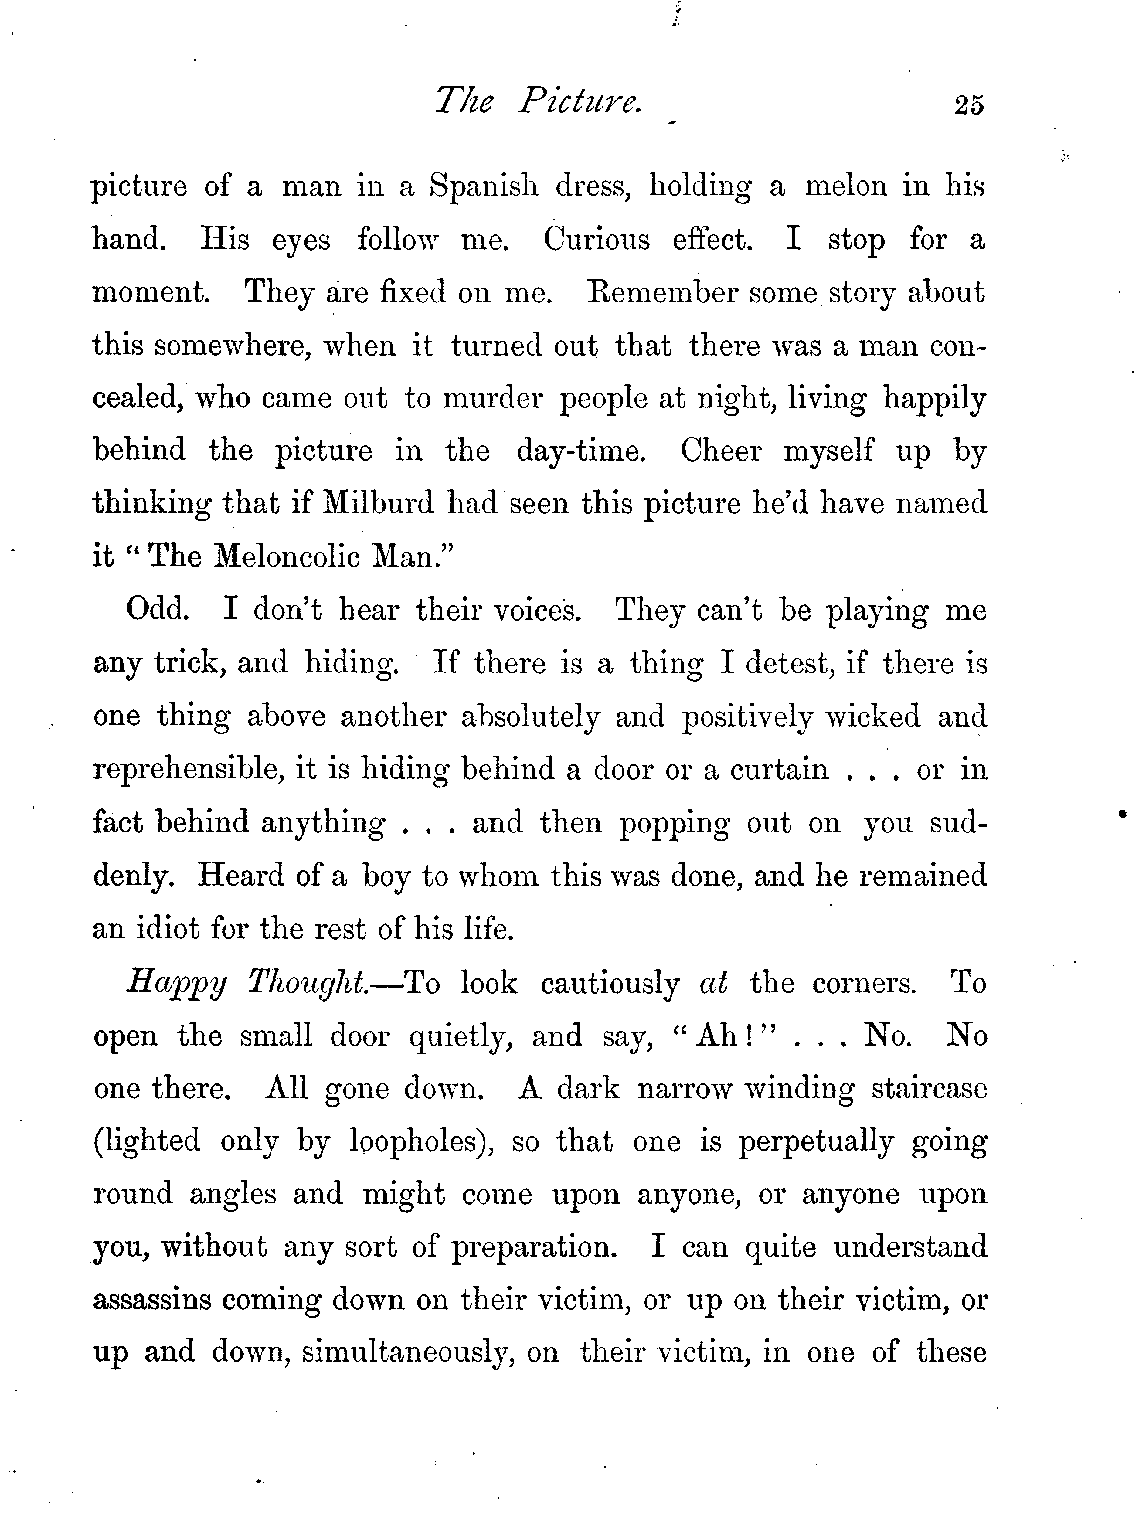 The Picture. 25
picture of a man in a Spanish dress, holding a melon in his
hand. His eyes follow me. Curious effect. I stop for a
moment. They are fixed on me. Remember some story about
this somewhere, when it turned out that there was a man con-
cealed, who came out to murder people at night, living happily
behind the picture in the day-time. Cheer myself up by
thinking that if Milburd had seen this picture he'd have named
it “The Meloncolic Man.”
Odd. I don't hear their voices. They can't be playing me
any trick, and hiding. If there is a thing I detest, if there is
one thing above another absolutely and positively wicked and
reprehensible, it is hiding behind a door or a curtain . . . or in
fact behind anything . . . and then popping out on you sud-
denly. Heard of a boy to whom this was done, and he remained
an idiot for the rest of his life.
Happy Thought.—To look cautiously at the corners. To
open the small door quietly, and say, “Ah!” . . . No. No
one there. All gone down. A dark narrow winding staircase
(lighted only by loopholes), so that one is perpetually going
round angles and might come upon anyone, or anyone upon
you, without any sort of preparation. I can quite understand
assassins coming down on their victim, or up on their victim, or
up and down, simultaneously, on their victim, in one of these